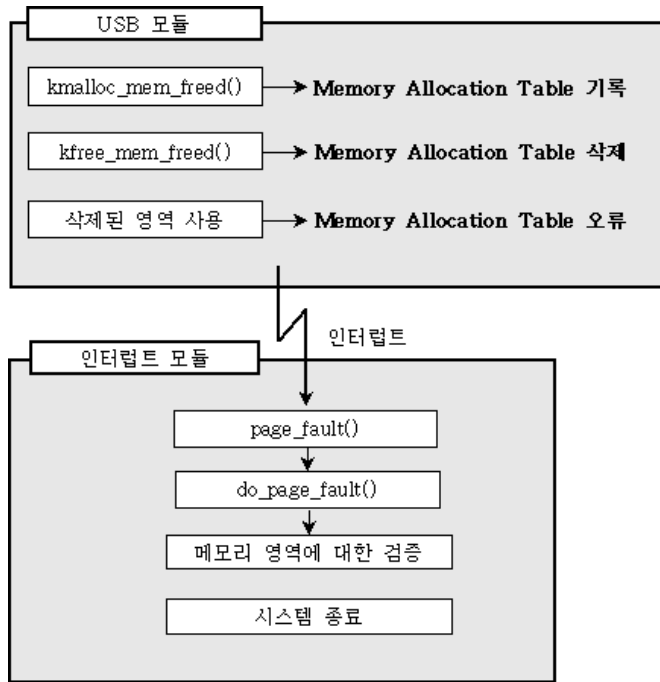 USB 모듈
kmalloc_mem_freed() Memory Allocation Table 기록
kfree_mem_freed() Memory Allocation Table 삭제
삭제된 영역 사용 Memory Allocation Table 오류
인터럽트
인터럽트 모듈
page_fault()
do_page_fault()
메모리 영역에 대한 검증
시스템 종료